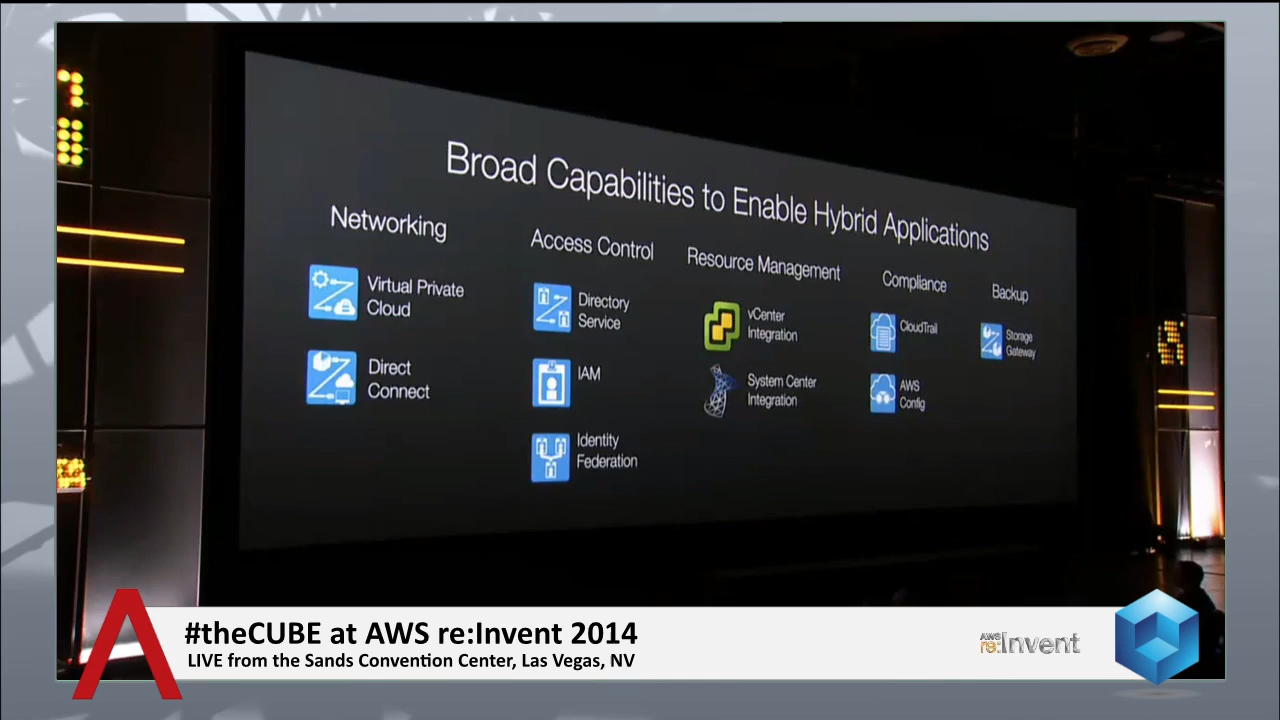 Broad Capabilities to Enable Hybrid Applications
Networking
Virtual Private
Cloud
Direct
Connect
Access Control
Directory
Service
IAM
Identity
Federation
Resource Management
vCenter
Integration
System Center
Integration
Compliance
CloudTrail
AWS
Config
Backup
Storage
Gateway
#theCUBE at AWS re:Invent 2014
LIVE from the Sands Convention Center, Las Vegas, NV
AWS
re:Invent